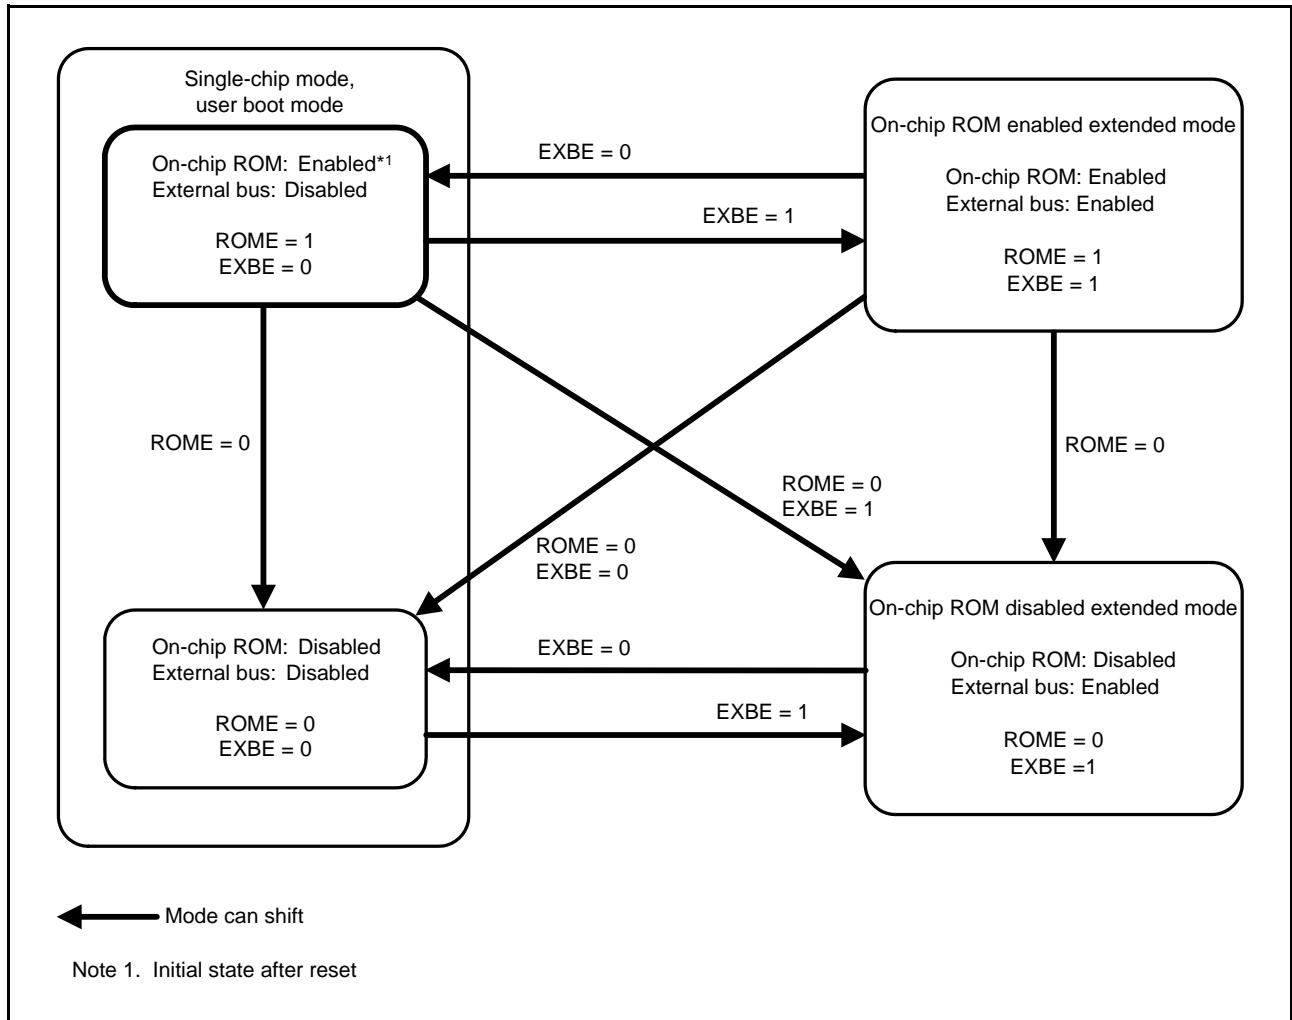 Single-chip mode,
user boot mode
On-chip ROM: Enabled*1
External bus: Disabled
ROME = 1
EXBE = 0
EXBE = 0
EXBE = 1
On-chip ROM enabled extended mode
On-chip ROM: Enabled
External bus: Enabled
ROME = 1
EXBE = 1
ROME = 0
ROME = 0
EXBE = 1
ROME = 0
EXBE = 0
ROME = 0
On-chip ROM: Disabled
External bus: Disabled
ROME = 0
EXBE = 0
EXBE = 0
EXBE = 1
On-chip ROM disabled extended mode
On-chip ROM: Disabled
External bus: Enabled
ROME = 0
EXBE =1
Mode can shift
Note 1. Initial state after reset